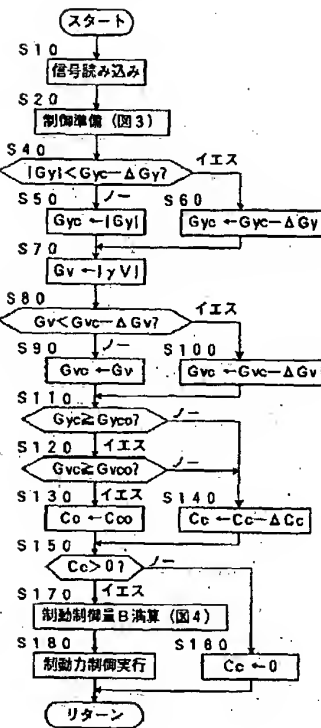 スタート
S10
信号読み込み
S20
制御準備 (図3)
S40
|Gy|<Gyc-ΔGy?
イエス
ノー
S50
Gyc←|Gy|
S60
Gyc←Gyc-ΔGy
S70
Gv←|γV|
S80
Gv<Gvc-ΔGv?
イエス
ノー
S90
Gvc←Gv
S100
Gvc←Gvc-ΔGv
S110
Gyc≧Gyco?
ノー
イエス
S120
Gvc≧Gvco?
ノー
イエス
S130
Cc←Cco
S140
Cc←Cc-ΔCc
S150
Cc>0?
ノー
イエス
S170
制動制御量B演算 (図4)
S180
制動力制御実行
S160
Cc←0
リターン